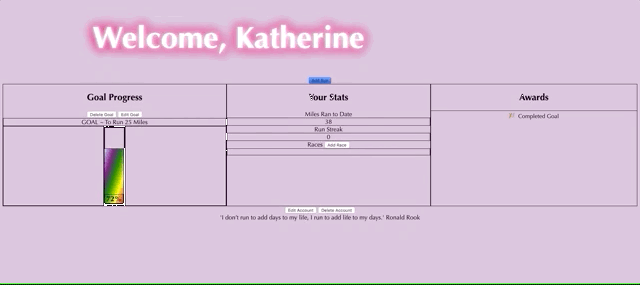 Welcome, Katherine
Add Run
Goal Progress
Delete Goal Edit Goal
GOAL ~ To Run 25 Miles
72%
Your Stats
Miles Ran to Date
38
Run Streak
0
Races Add Race
Awards
Completed Goal
Edit Account Delete Account
'I don't run to add days to my life, I run to add life to my days.' Ronald Rook